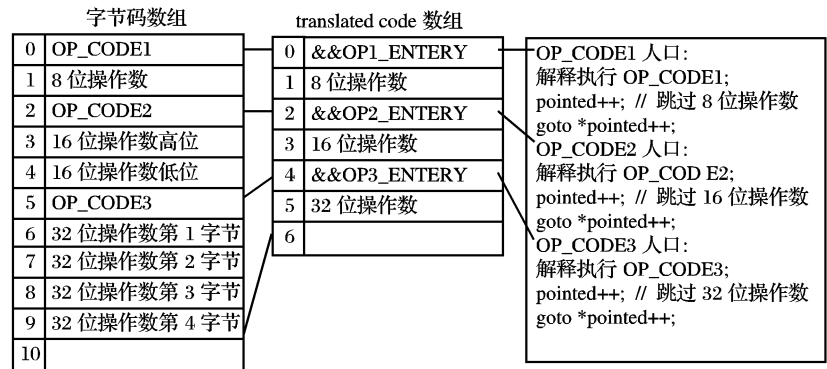 字节码数组
0 OP_CODE1
1 8 位操作数
2 OP_CODE2
3 16 位操作数高位
4 16 位操作数低位
5 OP_CODE3
6 32 位操作数第 1 字节
7 32 位操作数第 2 字节
8 32 位操作数第 3 字节
9 32 位操作数第 4 字节
10
translated code 数组
0 &&OP1_ENTERY
1 8 位操作数
2 &&OP2_ENTERY
3 16 位操作数
4 &&OP3_ENTERY
5 32 位操作数
6
OP_CODE1 人口:
解释执行 OP_CODE1;
pointed++; // 跳过 8 位操作数
goto *pointed++;
OP_CODE2 人口:
解释执行 OP_COD E2;
pointed++; // 跳过 16 位操作数
goto *pointed++;
OP_CODE3 人口:
解释执行 OP_CODE3;
pointed++; // 跳过 32 位操作数
goto *pointed++;